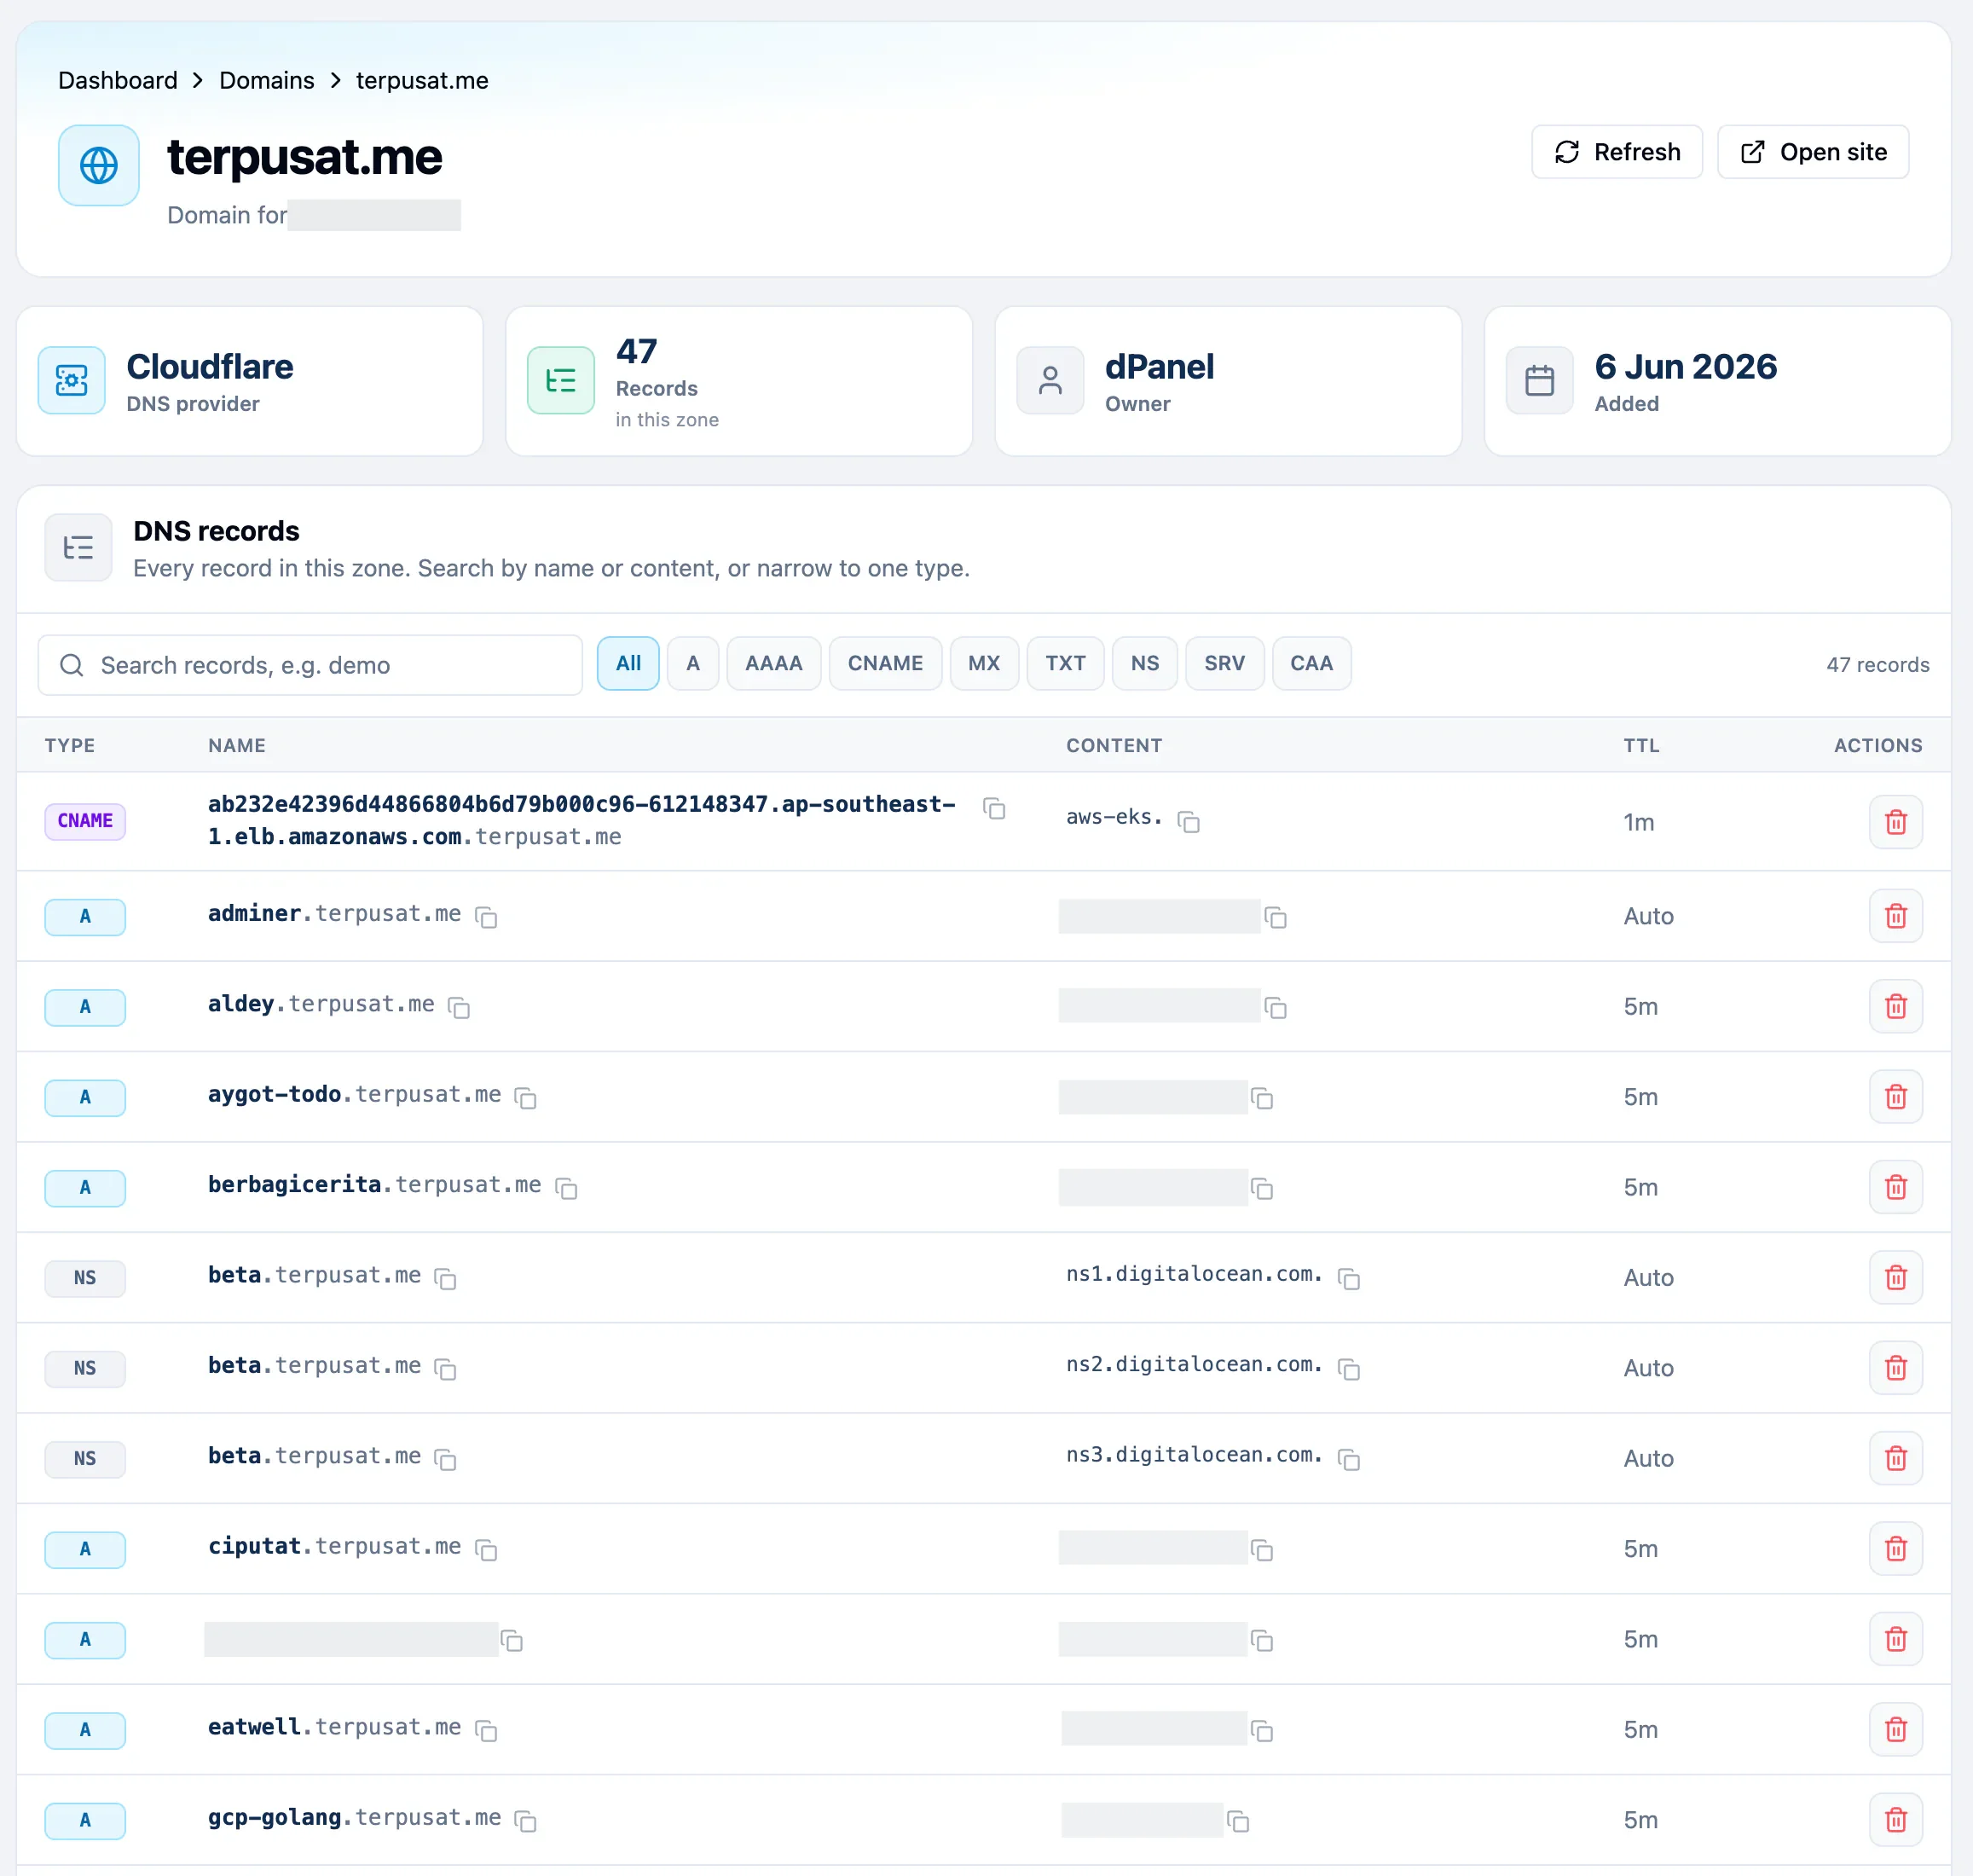 Dashboard > Domains > terpusat.me
terpusat.me
Domain for
Refresh
Open site
Cloudflare
DNS provider
47
Records
in this zone
dPanel
Owner
6 Jun 2026
Added
DNS records
Every record in this zone. Search by name or content, or narrow to one type.
Search records, e.g. demo
All A AAAA CNAME MX TXT NS SRV CAA
47 records
TYPE NAME CONTENT TTL ACTIONS
CNAME ab232e42396d44866804b6d79b000c96-612148347.ap-southeast-
1.elb.amazonaws.com.terpusat.me aws-eks. 1m
A adminer.terpusat.me Auto
A aldey.terpusat.me 5m
A aygot-todo.terpusat.me 5m
A berbagicerita.terpusat.me 5m
NS beta.terpusat.me ns1.digitalocean.com. Auto
NS beta.terpusat.me ns2.digitalocean.com. Auto
NS beta.terpusat.me ns3.digitalocean.com. Auto
A ciputat.terpusat.me 5m
A 5m
A eatwell.terpusat.me 5m
A gcp-golang.terpusat.me 5m